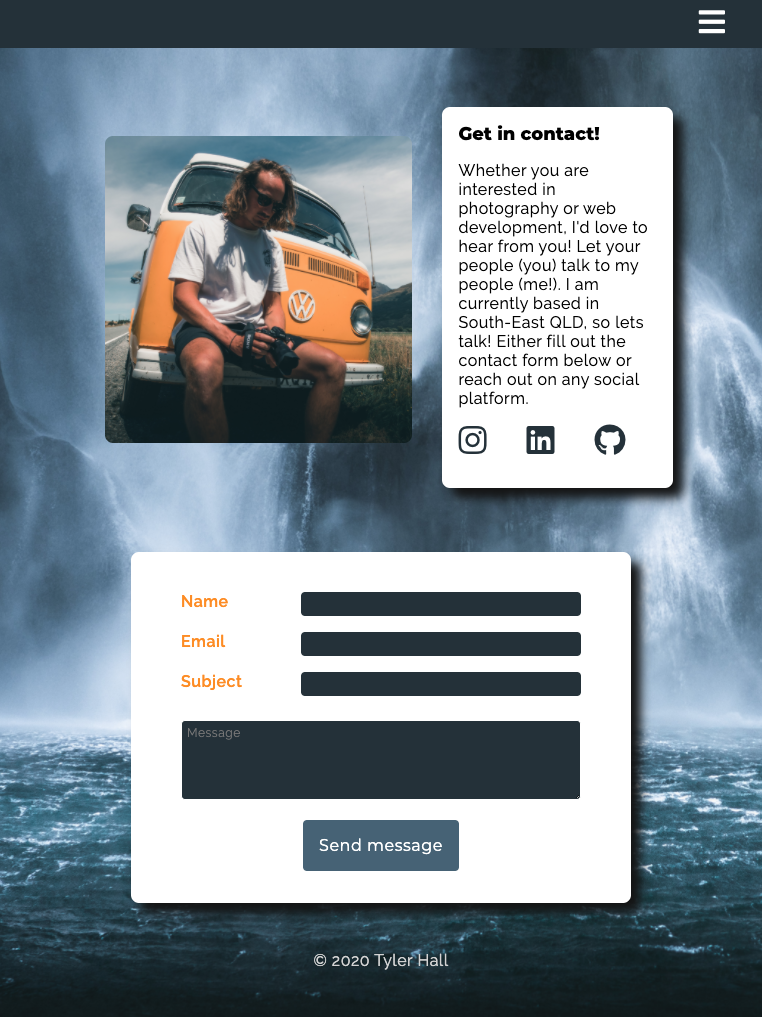 Get in contact!
Whether you are
interested in
photography or web
development, I'd love to
hear from you! Let your
people (you) talk to my
people (me!). I am
currently based in
South-East QLD, so lets
talk! Either fill out the
contact form below or
reach out on any social
platform.
Name
Email
Subject
Message
Send message
© 2020 Tyler Hall